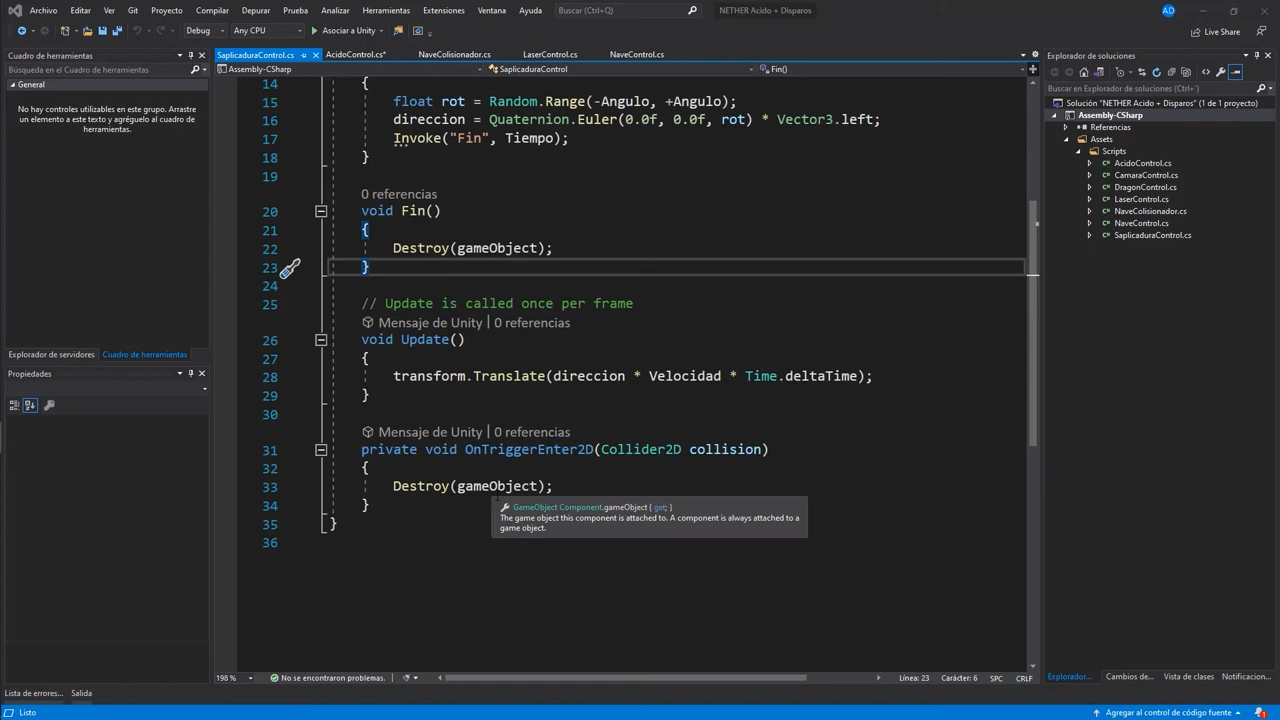 Archivo Editar Ver Git Proyecto Compilar Depurar Prueba Analizar Herramientas Extensiones Ventana Ayuda Buscar (Ctrl+Q) NETHER Acido + Disparos AD
Debug Any CPU Asociar a Unity Live Share
Cuadro de herramientas
Búsqueda en el Cuadro de herramientas
General
No hay controles utilizables en este grupo. Arrastre
un elemento a este texto y agréguelo al cuadro de
herramientas.
Explorador de servidores Cuadro de herramientas
Propiedades
SaplicaduraControl.cs AcidoControl.cs* NaveColisionador.cs LaserControl.cs NaveControl.cs
Assembly-CSharp SaplicaduraControl Fin()
14 {
15 float rot = Random.Range(-Angulo, +Angulo);
16 direccion = Quaternion.Euler(0.0f, 0.0f, rot) * Vector3.left;
17 Invoke("Fin", Tiempo);
18 }
19
0 referencias
20 void Fin()
21 {
22 Destroy(gameObject);
23 }
24
25 // Update is called once per frame
Mensaje de Unity | 0 referencias
26 void Update()
27 {
28 transform.Translate(direccion * Velocidad * Time.deltaTime);
29 }
30
Mensaje de Unity | 0 referencias
31 private void OnTriggerEnter2D(Collider2D collision)
32 {
33 Destroy(gameObject);
34 }
35 }
36
GameObject Component.gameObject { get; }
The game object this component is attached to. A component is always attached to a
game object.
198 % No se encontraron problemas. Línea: 23 Carácter: 6 SPC CRLF
Explorador de soluciones
Buscar en Explorador de soluciones (Ctrl+´)
Solución "NETHER Acido + Disparos" (1 de 1 proyecto)
Assembly-CSharp
Referencias
Assets
Scripts
AcidoControl.cs
CamaraControl.cs
DragonControl.cs
LaserControl.cs
NaveColisionador.cs
NaveControl.cs
SaplicaduraControl.cs
Explorador... Cambios de... Vista de clases Notificacion...
Lista de errores... Salida
Listo Agregar al control de código fuente 1